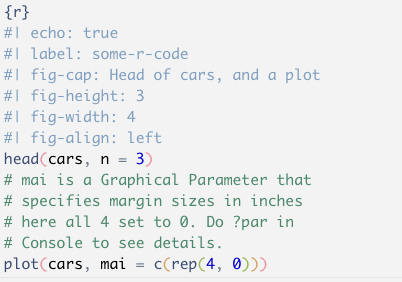 {r}
#| echo: true
#| label: some-r-code
#| fig-cap: Head of cars, and a plot
#| fig-height: 3
#| fig-width: 4
#| fig-align: left
head(cars, n = 3)
# mai is a Graphical Parameter that
# specifies margin sizes in inches
# here all 4 set to 0. Do ?par in
# Console to see details.
plot(cars, mai = c(rep(4, 0)))